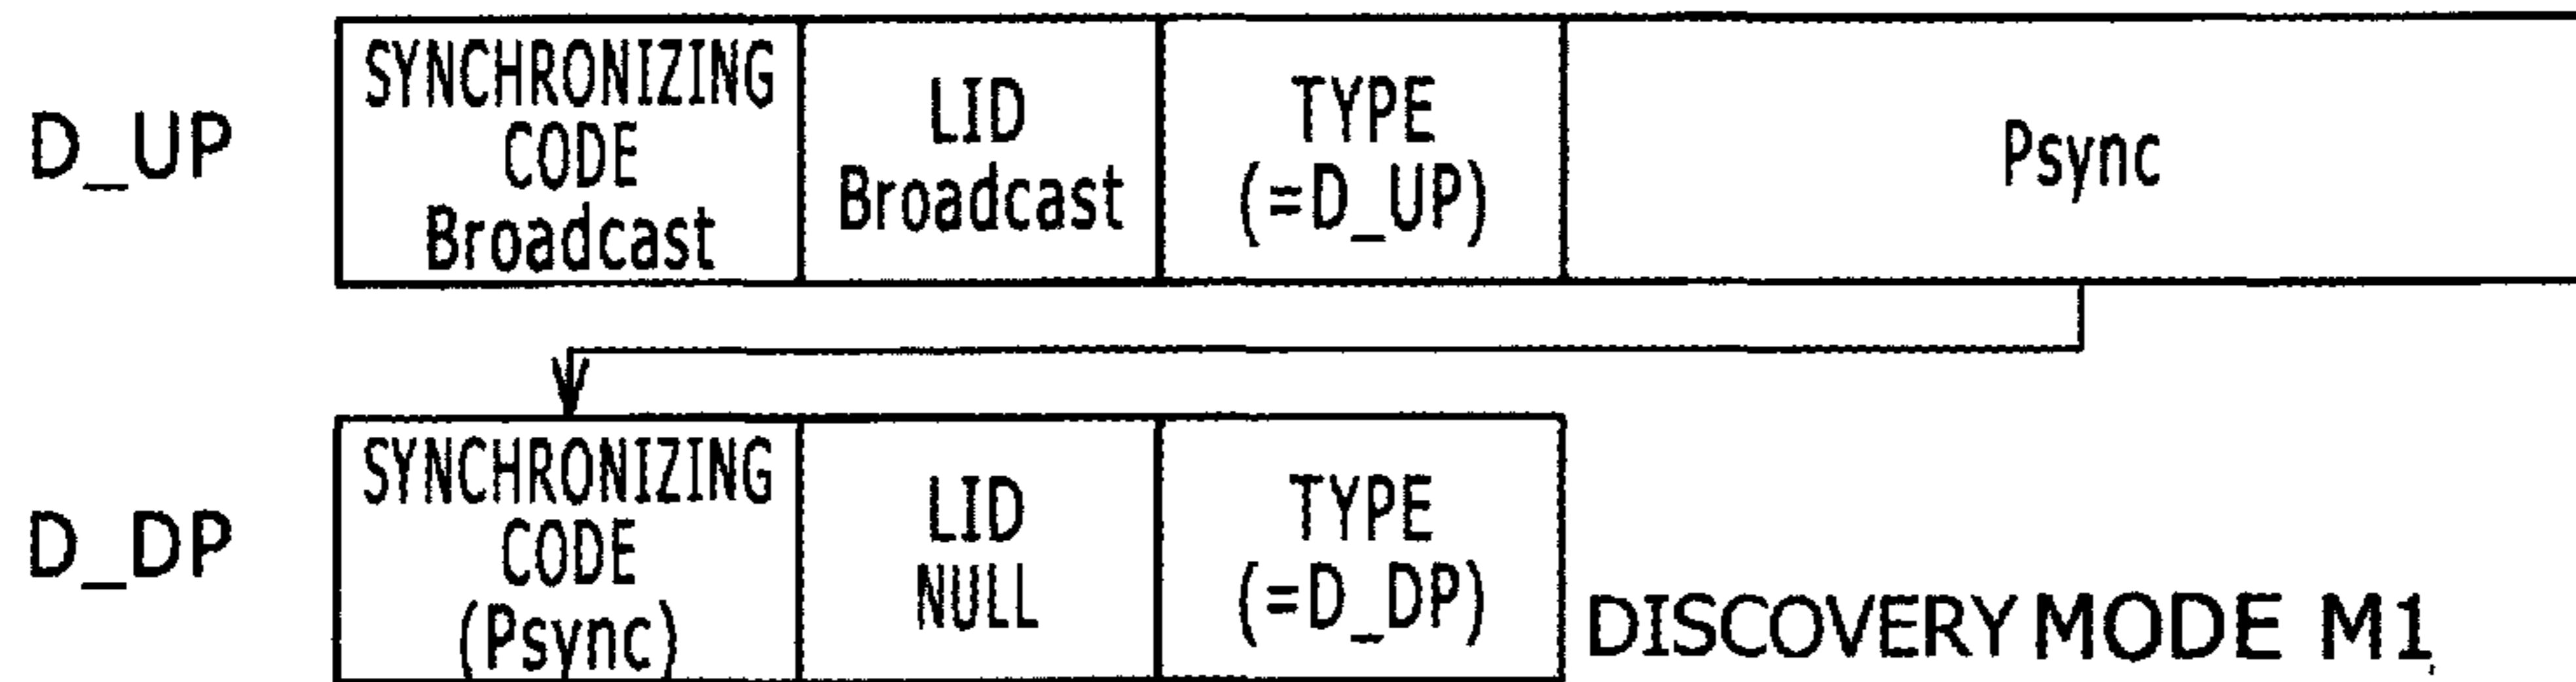 D_UP
SYNCHRONIZING
CODE
Broadcast
LID
Broadcast
TYPE
(=D_UP)
Psync
D_DP
SYNCHRONIZING
CODE
(Psync)
LID
NULL
TYPE
(=D_DP)
DISCOVERY MODE M1